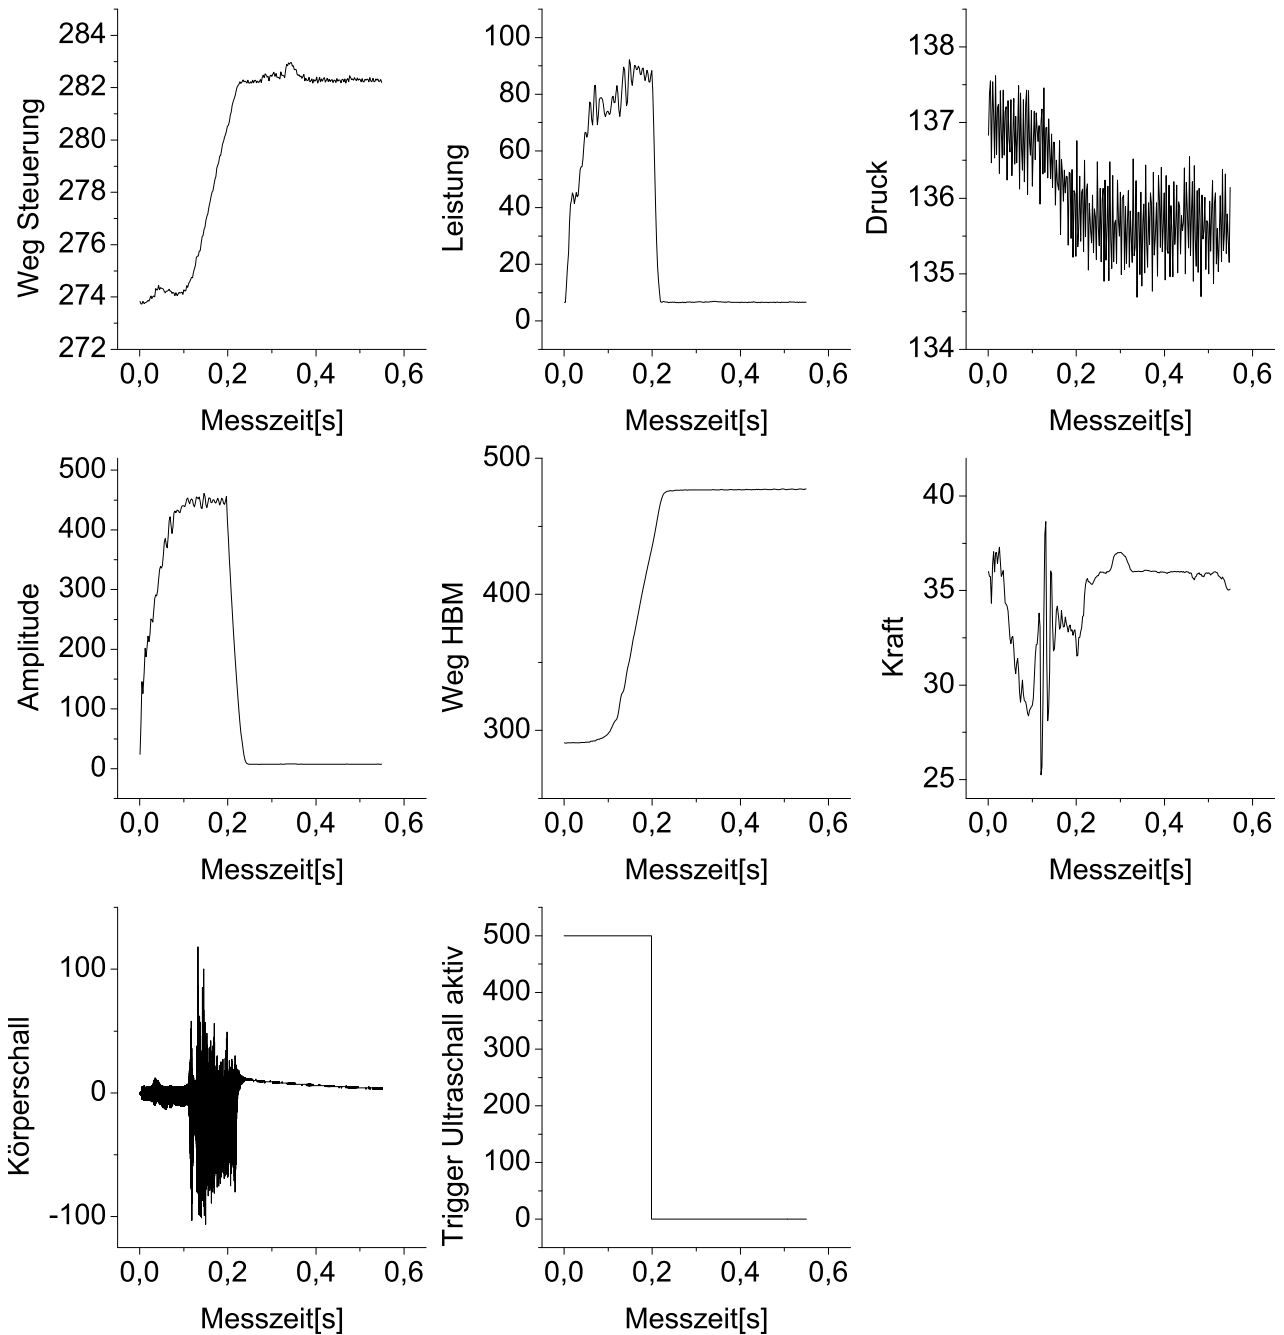 Weg Steuerung
284
282
280
278
276
274
272
0,0 0,2 0,4 0,6
Messzeit[s]
Leistung
100
80
60
40
20
0
0,0 0,2 0,4 0,6
Messzeit[s]
Druck
138
137
136
135
134
0,0 0,2 0,4 0,6
Messzeit[s]
Amplitude
500
400
300
200
100
0
0,0 0,2 0,4 0,6
Messzeit[s]
Weg HBM
500
400
300
0,0 0,2 0,4 0,6
Messzeit[s]
Kraft
40
35
30
25
0,0 0,2 0,4 0,6
Messzeit[s]
Körperschall
100
0
-100
0,0 0,2 0,4 0,6
Messzeit[s]
Trigger Ultraschall aktiv
500
400
300
200
100
0
0,0 0,2 0,4 0,6
Messzeit[s]